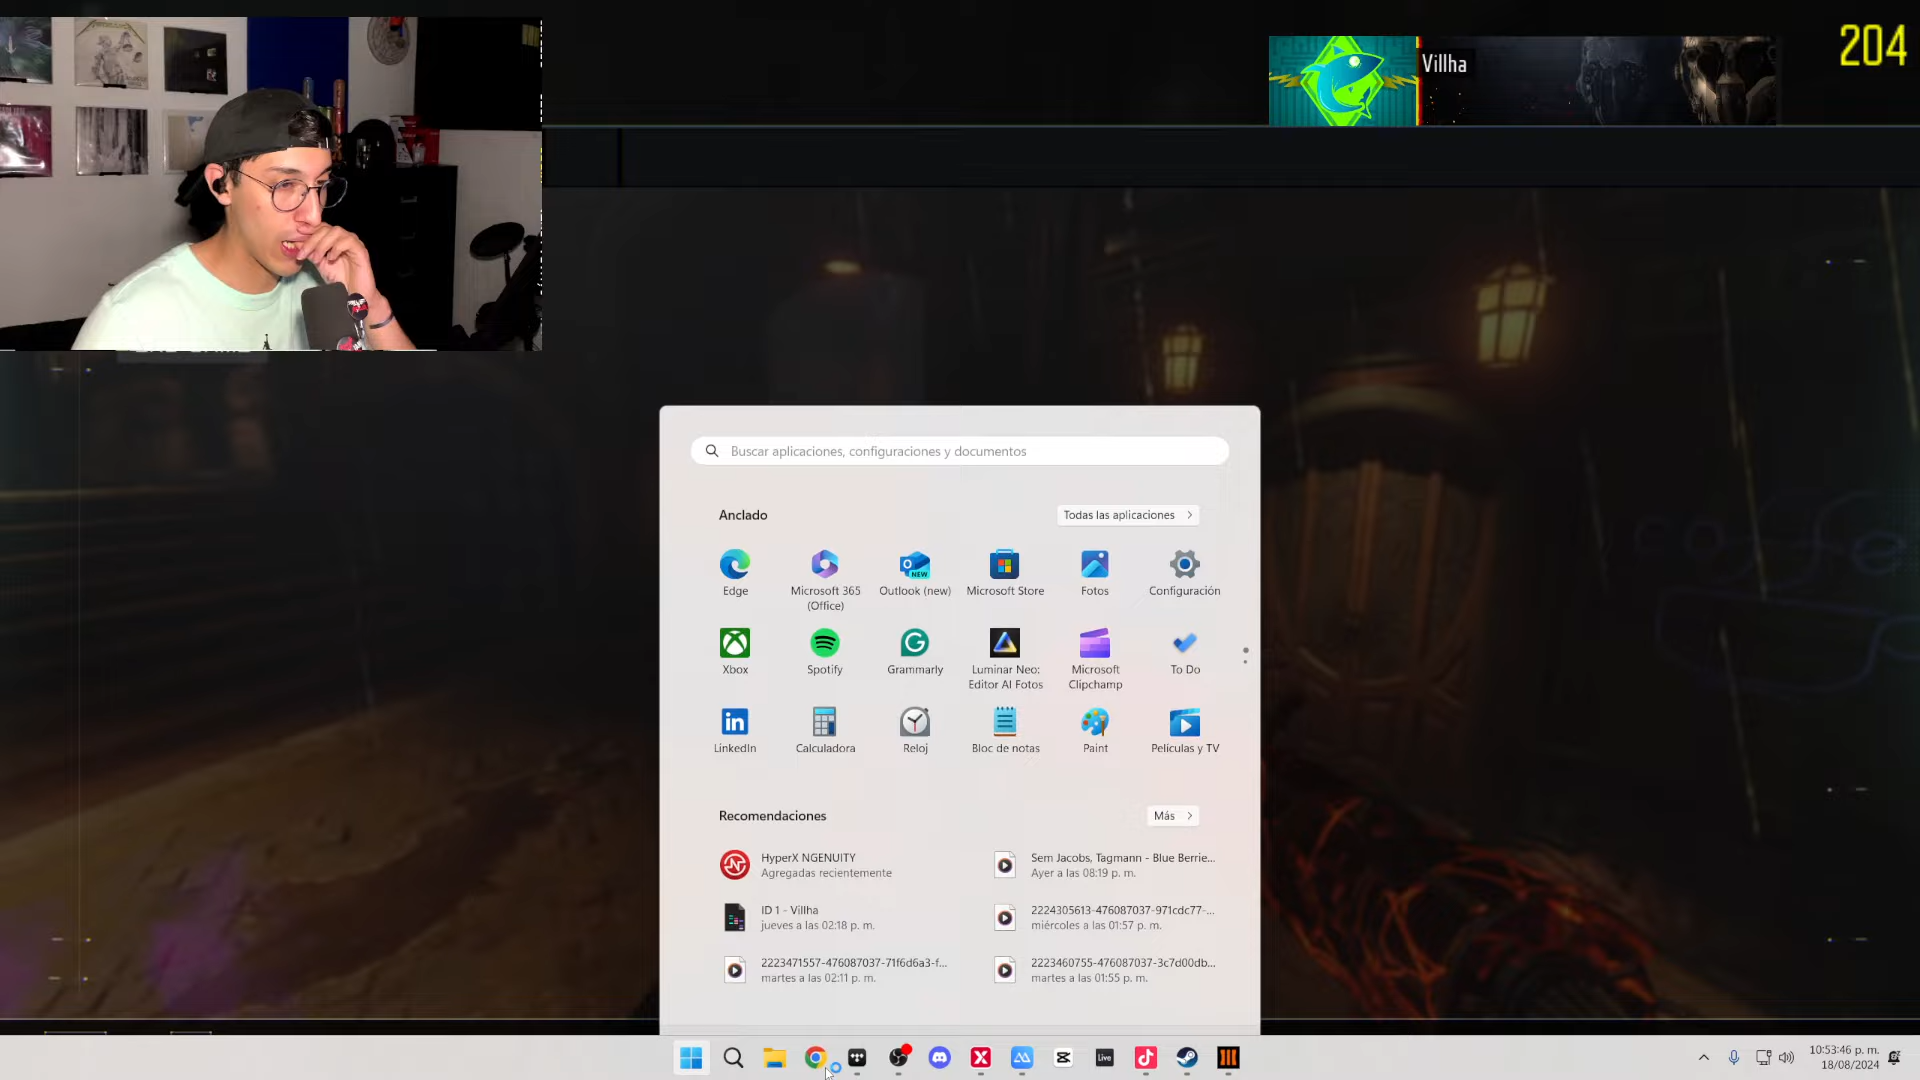 204
Villha
Buscar aplicaciones, configuraciones y documentos
Anclado
Todas las aplicaciones
Edge
Microsoft 365
(Office)
Outlook (new)
NEW
Microsoft Store
Fotos
Configuración
Xbox
Spotify
Grammarly
Luminar Neo:
Editor AI Fotos
Microsoft
Clipchamp
To Do
LinkedIn
Calculadora
Reloj
Bloc de notas
Paint
Películas y TV
Recomendaciones
Más
HyperX NGENUITY
Agregadas recientemente
Sem Jacobs, Tagmann - Blue Berrie...
Ayer a las 08:19 p. m.
ID 1 - Villha
jueves a las 02:18 p. m.
2224305613-476087037-971cdc77-...
miércoles a las 01:57 p. m.
2223471557-476087037-71f6d6a3-f...
martes a las 02:11 p. m.
2223460755-476087037-3c7d00db...
martes a las 01:55 p. m.
Live
10:53:46 p. m.
18/08/2024